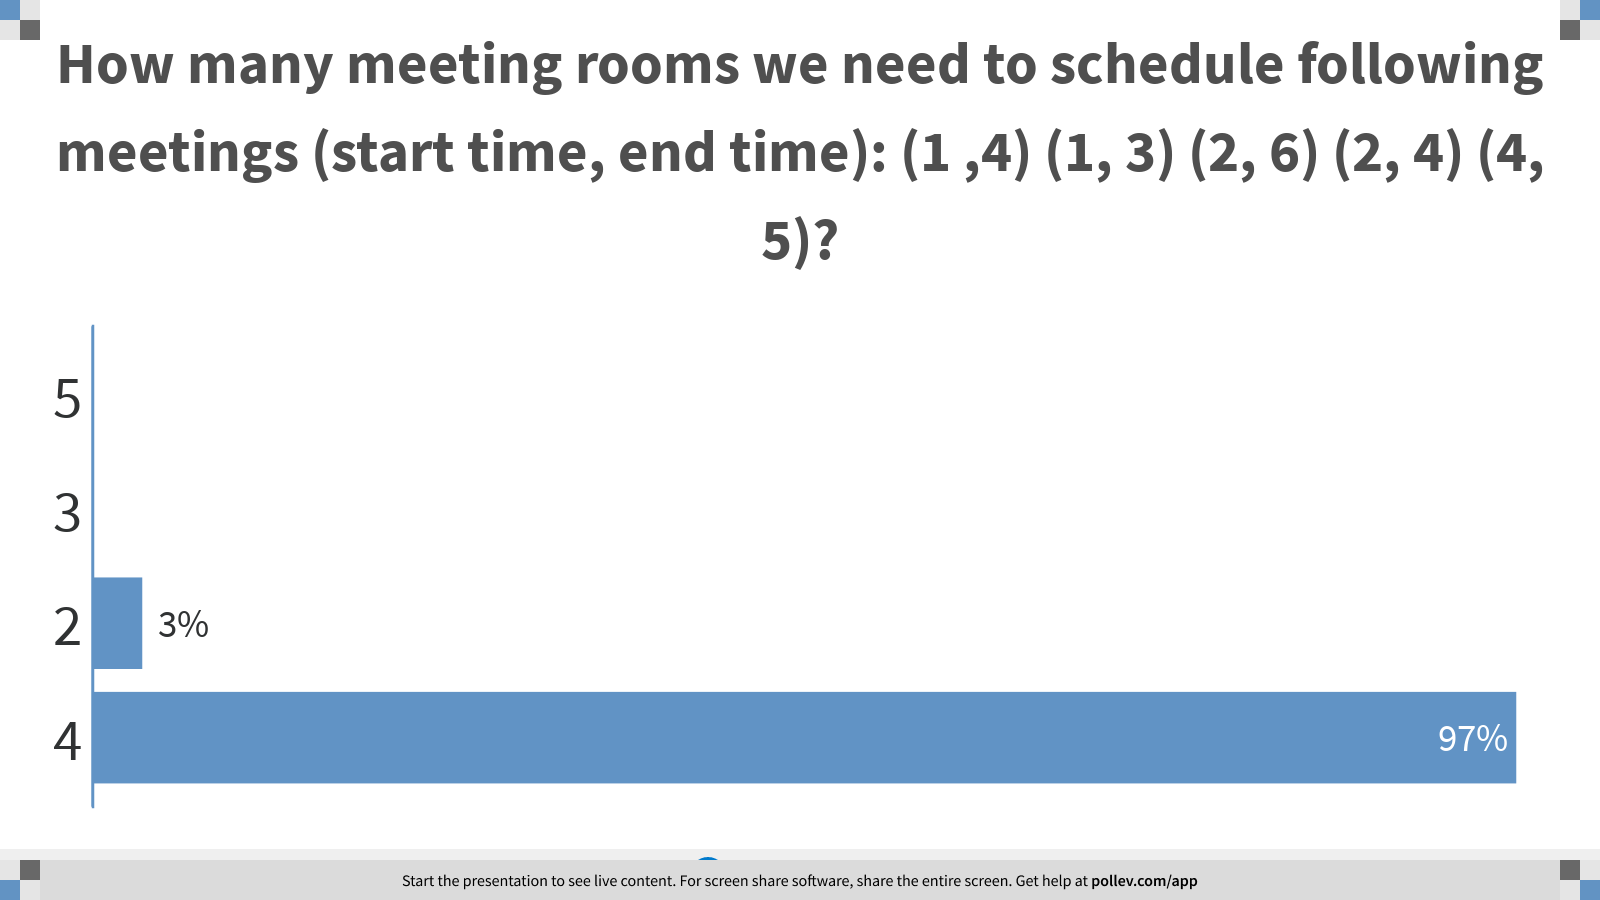 How many meeting rooms we need to schedule following
meetings (start time, end time): (1 ,4) (1, 3) (2, 6) (2, 4) (4,
5)?
5
3
2 3%
4 97%
Start the presentation to see live content. For screen share software, share the entire screen. Get help at pollev.com/app